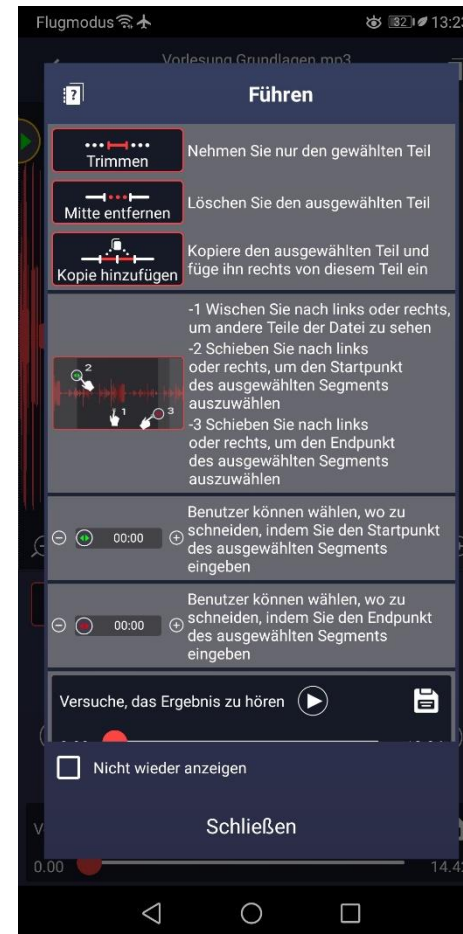 Flugmodus 32 13:23
Vorlesung Grundlagen mp3
? Führen
Trimmen
Nehmen Sie nur den gewählten Teil
Mitte entfernen
Löschen Sie den ausgewählten Teil
Kopie hinzufügen
Kopiere den ausgewählten Teil und
füge ihn rechts von diesem Teil ein
2
1
3
-1 Wischen Sie nach links oder rechts,
um andere Teile der Datei zu sehen
-2 Schieben Sie nach links
oder rechts, um den Startpunkt
des ausgewählten Segments
auszuwählen
-3 Schieben Sie nach links
oder rechts, um den Endpunkt
des ausgewählten Segments
auszuwählen
00:00
Benutzer können wählen, wo zu
schneiden, indem Sie den Startpunkt
des ausgewählten Segments
eingeben
00:00
Benutzer können wählen, wo zu
schneiden, indem Sie den Endpunkt
des ausgewählten Segments
eingeben
Versuche, das Ergebnis zu hören
Nicht wieder anzeigen
Schließen
V
0.00 14.42